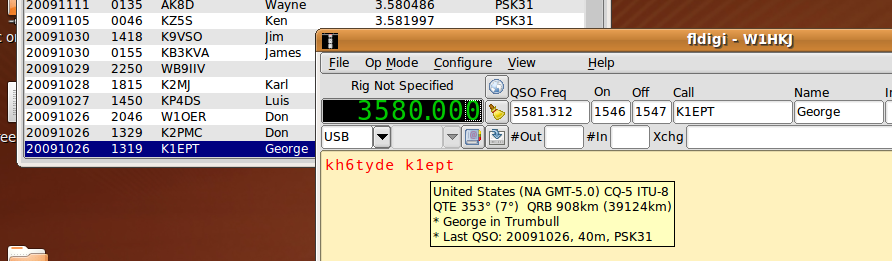 20091111 0135 AK8D Wayne 3.580486 PSK31
20091105 0046 KZ5S Ken 3.581997 PSK31
20091030 1418 K9VSO Jim
20091030 0155 KB3KVA James
20091029 2250 WB9IIV
20091028 1815 K2MJ Karl
20091027 1450 KP4DS Luis
20091026 2046 W1OER Don
20091026 1329 K2PMC Don
20091026 1319 K1EPT George
fldigi - W1HKJ
File Op Mode Configure View Help
Rig Not Specified
QSO Freq On Off Call Name
3580.000 3581.312 1546 1547 K1EPT George
USB #Out #In Xchg
kh6tyde k1ept
United States (NA GMT-5.0) CQ-5 ITU-8
QTE 353° (7°) QRB 908km (39124km)
* George in Trumbull
* Last QSO: 20091026, 40m, PSK31